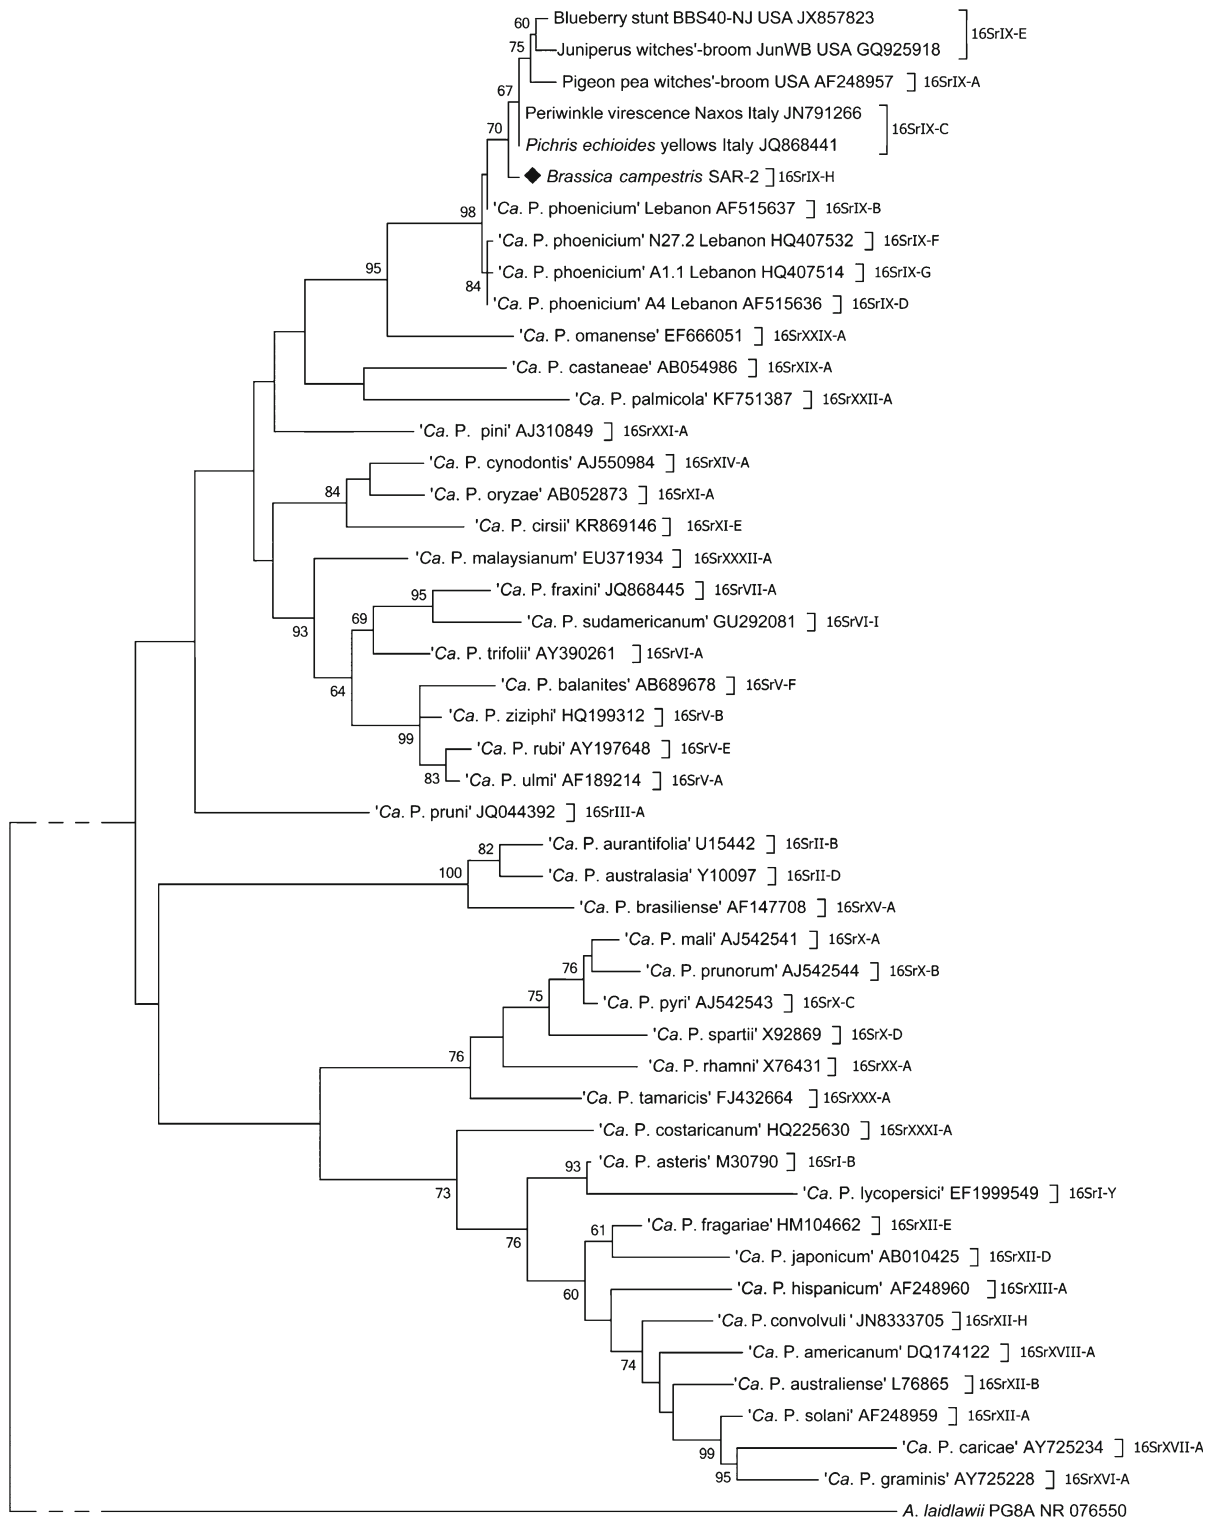 60
Blueberry stunt BBS40-NJ USA JX857823
16SrIX-E
75
Juniperus witches'-broom JunWB USA GQ925918
Pigeon pea witches'-broom USA AF248957 16SrIX-A
67
Periwinkle virescence Naxos Italy JN791266
16SrIX-C
70
Pichris echioides yellows Italy JQ868441
Brassica campestris SAR-2 16SrIX-H
98
'Ca. P. phoenicium' Lebanon AF515637 16SrIX-B
'Ca. P. phoenicium' N27.2 Lebanon HQ407532 16SrIX-F
95
'Ca. P. phoenicium' A1.1 Lebanon HQ407514 16SrIX-G
84
'Ca. P. phoenicium' A4 Lebanon AF515636 16SrIX-D
'Ca. P. omanense' EF666051 16SrXXIX-A
'Ca. P. castaneae' AB054986 16SrXIX-A
'Ca. P. palmicola' KF751387 16SrXXII-A
'Ca. P. pini' AJ310849 16SrXXI-A
'Ca. P. cynodontis' AJ550984 16SrXIV-A
84
'Ca. P. oryzae' AB052873 16SrXI-A
'Ca. P. cirsii' KR869146 16SrXI-E
'Ca. P. malaysianum' EU371934 16SrXXXII-A
95
'Ca. P. fraxini' JQ868445 16SrVII-A
69
'Ca. P. sudamericanum' GU292081 16SrVI-I
93
'Ca. P. trifolii' AY390261 16SrVI-A
64
'Ca. P. balanites' AB689678 16SrV-F
'Ca. P. ziziphi' HQ199312 16SrV-B
99
'Ca. P. rubi' AY197648 16SrV-E
83
'Ca. P. ulmi' AF189214 16SrV-A
'Ca. P. pruni' JQ044392 16SrIII-A
82
'Ca. P. aurantifolia' U15442 16SrII-B
100
'Ca. P. australasia' Y10097 16SrII-D
'Ca. P. brasiliense' AF147708 16SrXV-A
'Ca. P. mali' AJ542541 16SrX-A
76
'Ca. P. prunorum' AJ542544 16SrX-B
75
'Ca. P. pyri' AJ542543 16SrX-C
'Ca. P. spartii' X92869 16SrX-D
76
'Ca. P. rhamni' X76431 16SrXX-A
'Ca. P. tamaricis' FJ432664 16SrXXX-A
'Ca. P. costaricanum' HQ225630 16SrXXXI-A
93
'Ca. P. asteris' M30790 16SrI-B
73
'Ca. P. lycopersici' EF1999549 16SrI-Y
61
'Ca. P. fragariae' HM104662 16SrXII-E
76
'Ca. P. japonicum' AB010425 16SrXII-D
60
'Ca. P. hispanicum' AF248960 16SrXIII-A
'Ca. P. convolvuli ' JN8333705 16SrXII-H
74
'Ca. P. americanum' DQ174122 16SrXVIII-A
'Ca. P. australiense' L76865 16SrXII-B
'Ca. P. solani' AF248959 16SrXII-A
99
'Ca. P. caricae' AY725234 16SrXVII-A
95
'Ca. P. graminis' AY725228 16SrXVI-A
A. laidlawii PG8A NR 076550